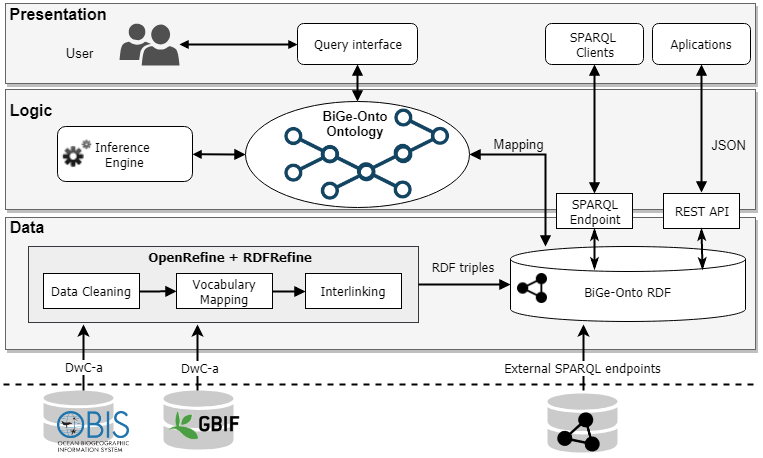 Presentation
User
Query interface
SPARQL
Clients
Aplications
Logic
BiGe-Onto
Ontology
Inference
Engine
Mapping
JSON
SPARQL
Endpoint
REST API
Data
OpenRefine + RDFRefine
Data Cleaning
Vocabulary
Mapping
Interlinking
RDF triples
BiGe-Onto RDF
DwC-a
DwC-a
External SPARQL endpoints
OBIS
OCEAN BIOGEOGRAPHIC
INFORMATION SYSTEM
GBIF